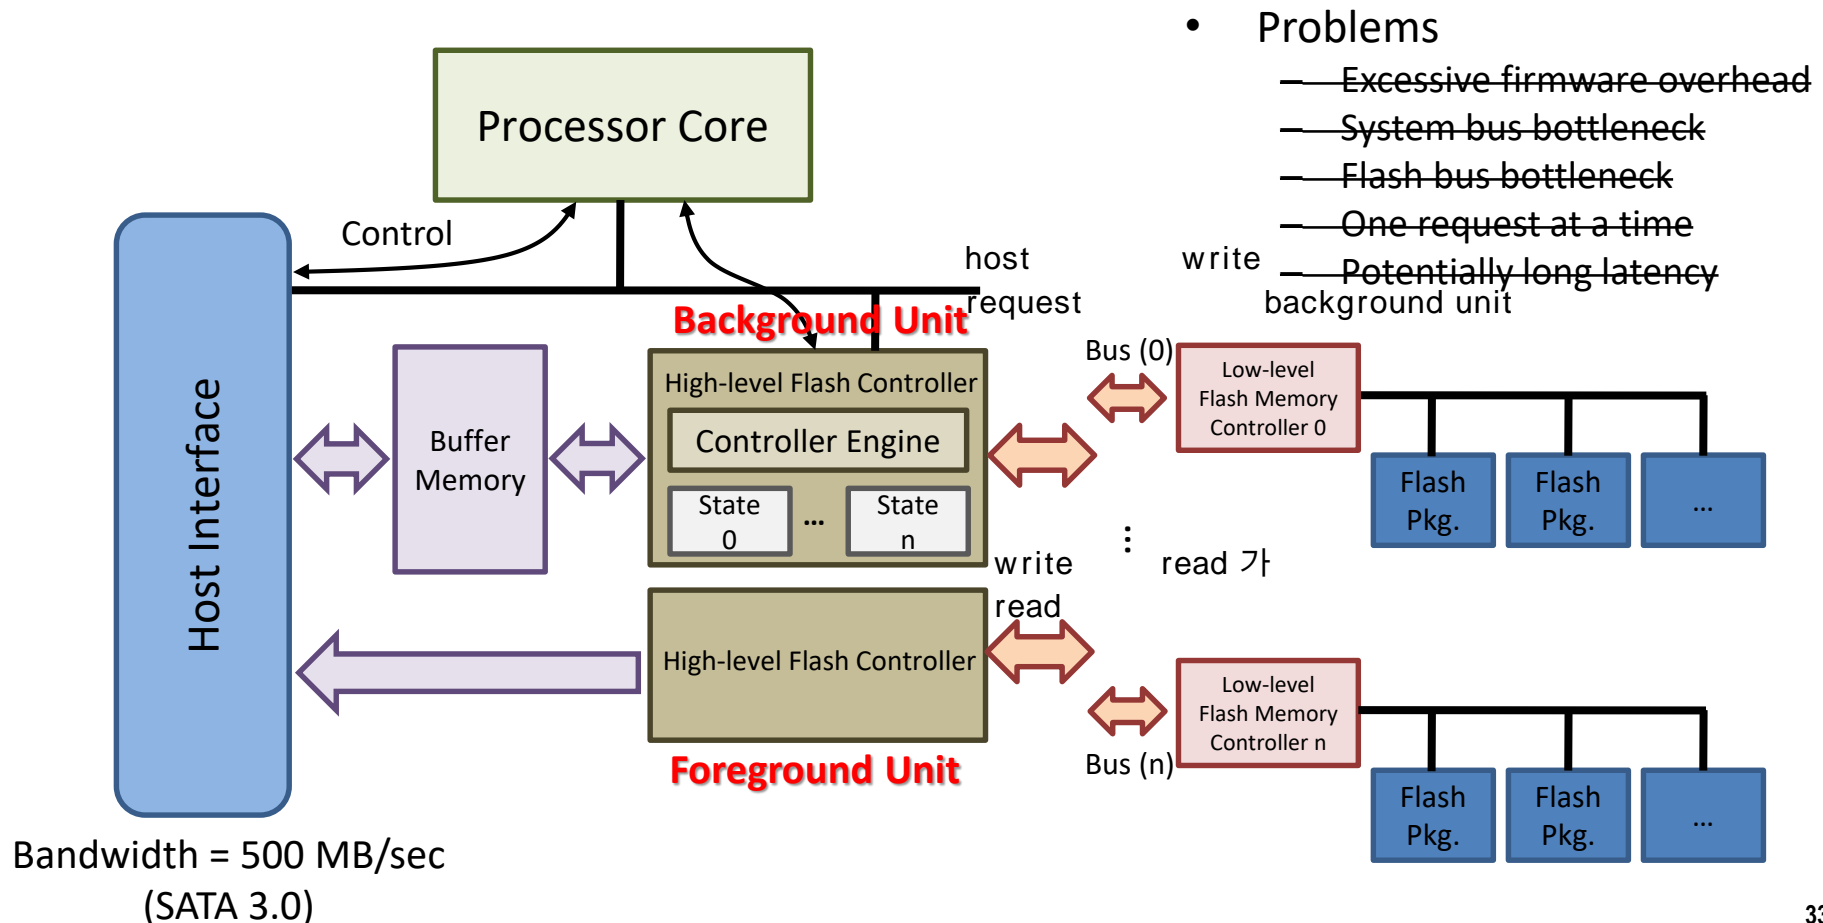 • Problems
– Excessive firmware overhead
– System bus bottleneck
– Flash bus bottleneck
– One request at a time
– Potentially long latency
Processor Core
Control
host write
request background unit
Background Unit
High-level Flash Controller
Controller Engine
State
0
...
State
n
Host Interface
Buffer
Memory
Bus (0)
Low-level
Flash Memory
Controller 0
Flash
Pkg.
Flash
Pkg.
...
...
write read 가
read
High-level Flash Controller
Foreground Unit
Bus (n)
Low-level
Flash Memory
Controller n
Flash
Pkg.
Flash
Pkg.
...
Bandwidth = 500 MB/sec
(SATA 3.0)
33